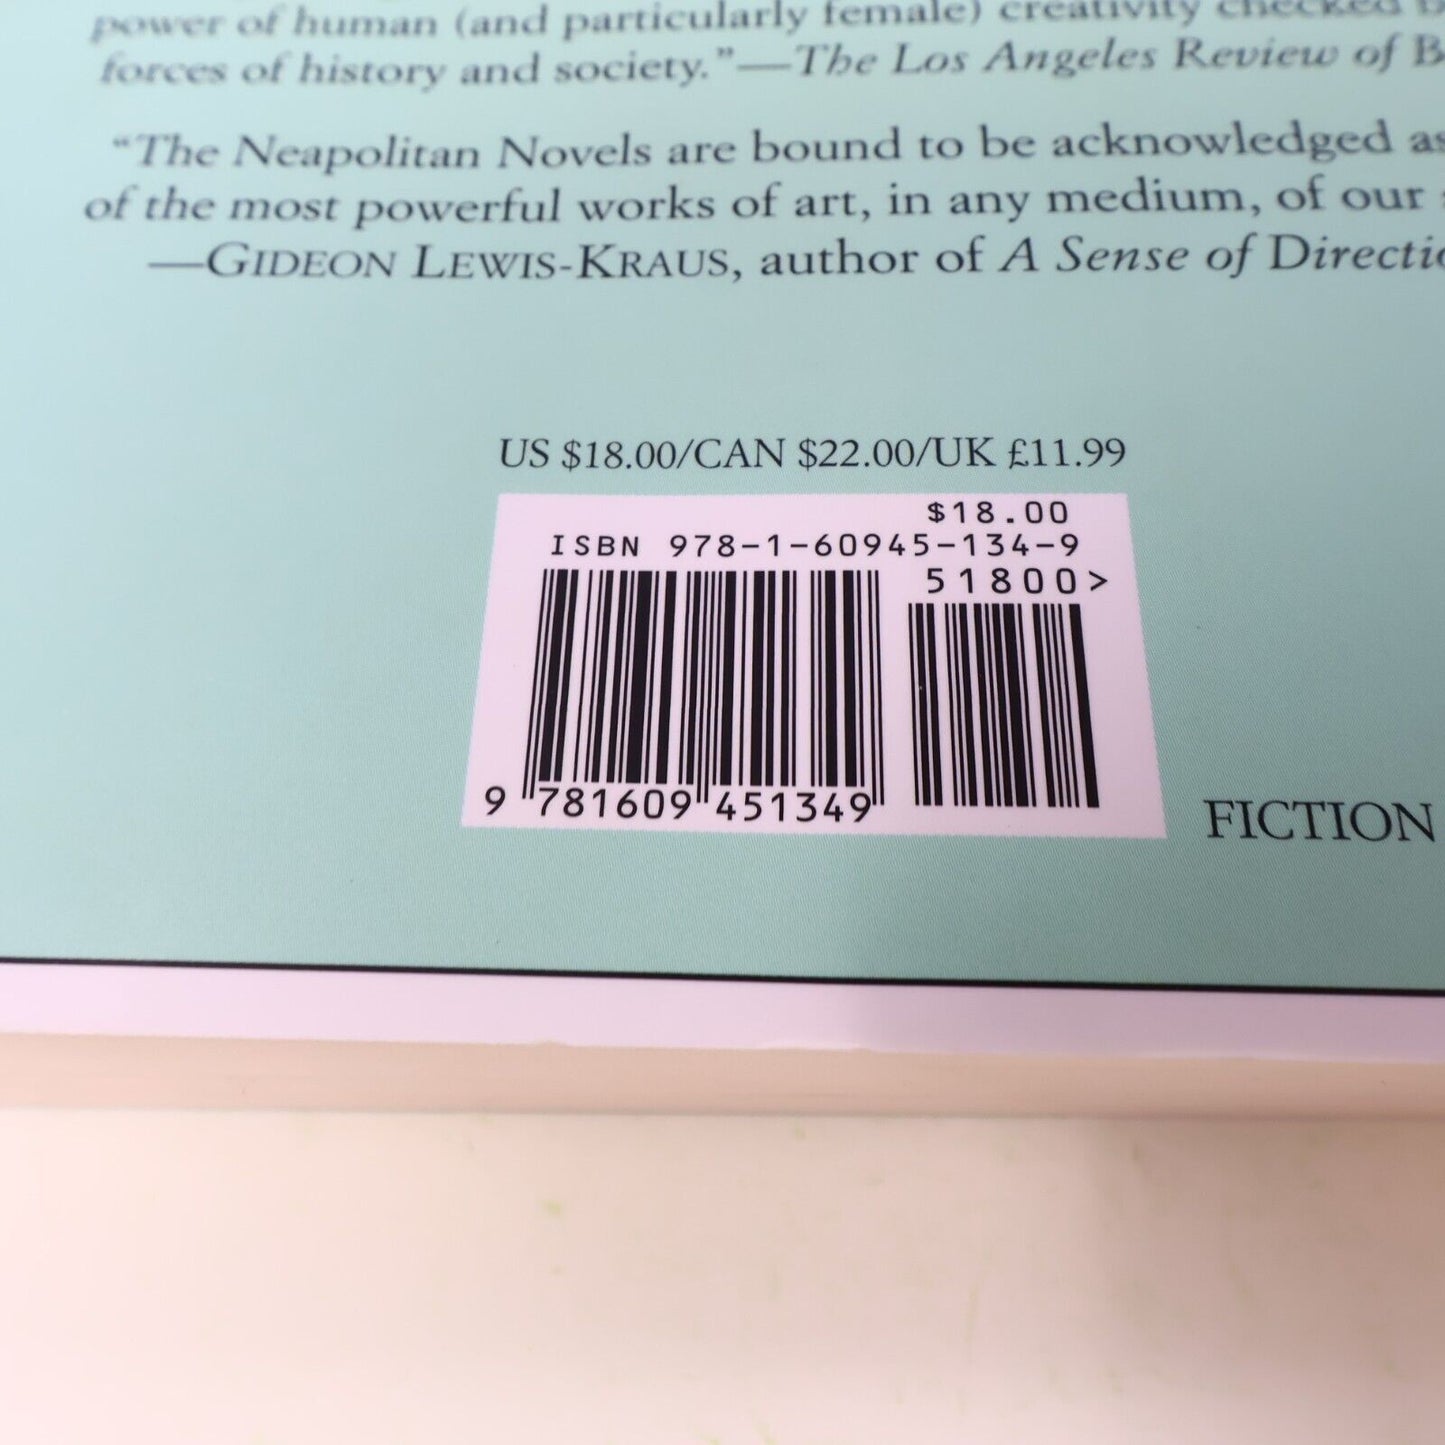 power of human (and particularly female) creativity checked
forces of history and society.”—The Los Angeles Review of
“The Neapolitan Novels are bound to be acknowledged as
of the most powerful works of art, in any medium, of our
—GIDEON LEWIS-KRAUS, author of A Sense of Directio
US $18.00/CAN $22.00/UK £11.99
$18.00
ISBN 978-1-60945-134-9
51800>
9 781609 451349
FICTION